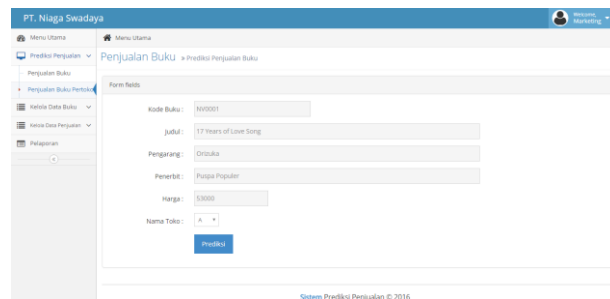 PT. Niaga Swadaya
Welcome, Marketing
Menu Utama
Prediksi Penjualan
Penjualan Buku
Penjualan Buku Pertoko
Kelola Data Buku
Kelola Data Penjualan
Pelaporan
Menu Utama
Penjualan Buku » Prediksi Penjualan Buku
Form fields
Kode Buku : NV0001
Judul : 17 Years of Love Song
Pengarang : Orizuka
Penerbit : Puspa Populer
Harga : 53000
Nama Toko : A
Prediksi
Sistem Prediksi Penjualan © 2016